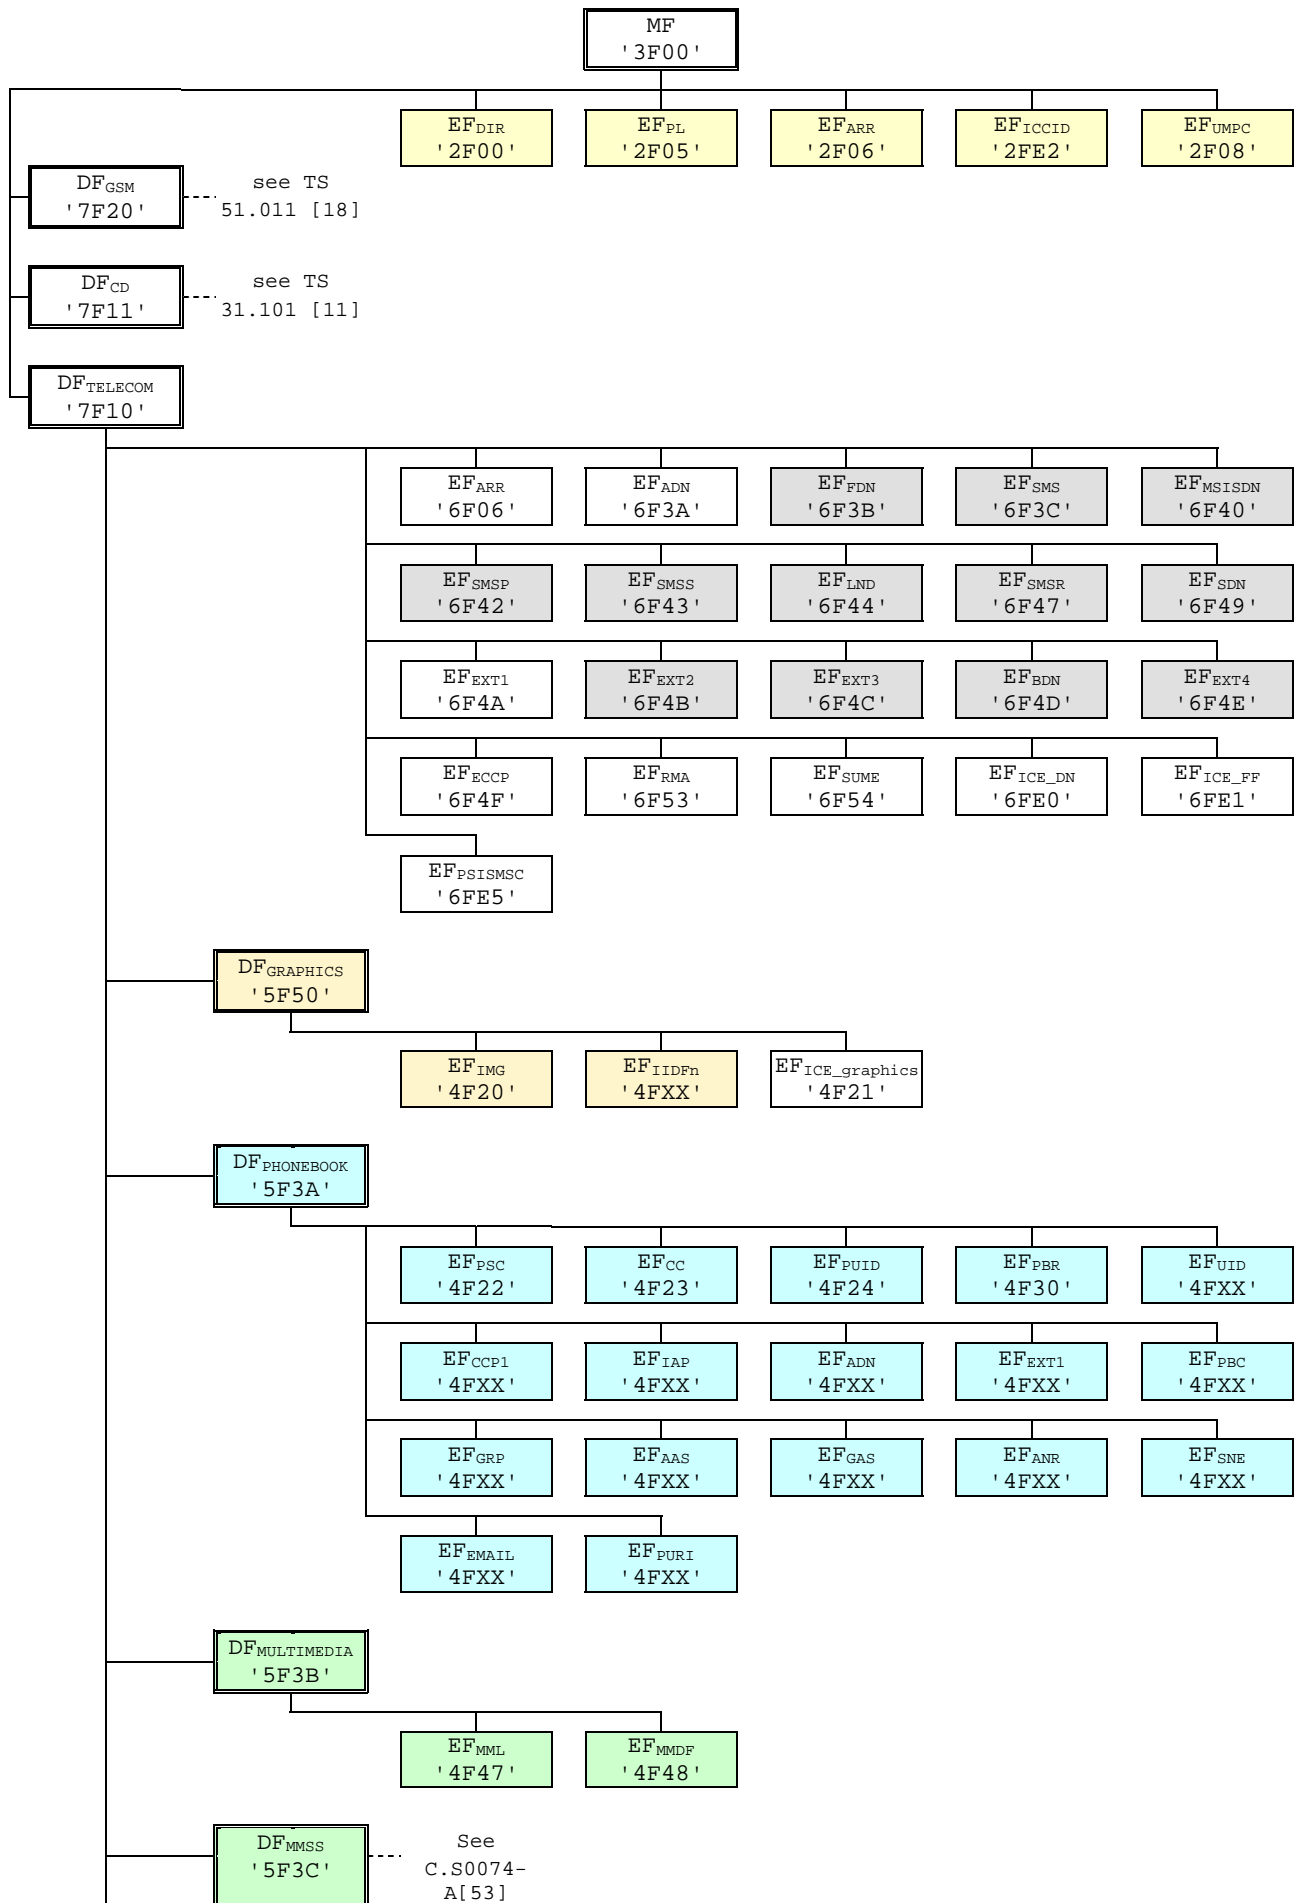 MF
'3F00'
EFDIR
'2F00'
EFPL
'2F05'
EFARR
'2F06'
EFICCID
'2FE2'
EFUMPC
'2F08'
DFGSM
'7F20'
see TS
51.011 [18]
DFCD
'7F11'
see TS
31.101 [11]
DFTELECOM
'7F10'
EFARR
'6F06'
EFADN
'6F3A'
EFFDN
'6F3B'
EFSMS
'6F3C'
EFMSISDN
'6F40'
EFSMSP
'6F42'
EFSMSS
'6F43'
EFLND
'6F44'
EFSMSR
'6F47'
EFSDN
'6F49'
EFEXT1
'6F4A'
EFEXT2
'6F4B'
EFEXT3
'6F4C'
EFBDN
'6F4D'
EFEXT4
'6F4E'
EFECCP
'6F4F'
EFRMA
'6F53'
EFSUME
'6F54'
EFICE_DN
'6FE0'
EFICE_FF
'6FE1'
EFPSISMSC
'6FE5'
DFGRAPHICS
'5F50'
EFIMG
'4F20'
EFIIDFn
'4FXX'
EFICE_graphics
'4F21'
DFPHONEBOOK
'5F3A'
EFPSC
'4F22'
EFCC
'4F23'
EFPUID
'4F24'
EFPBR
'4F30'
EFUID
'4FXX'
EFCCP1
'4FXX'
EFIAP
'4FXX'
EFADN
'4FXX'
EFEXT1
'4FXX'
EFPBC
'4FXX'
EFGRP
'4FXX'
EFAAS
'4FXX'
EFGAS
'4FXX'
EFANR
'4FXX'
EFSNE
'4FXX'
EFEMAIL
'4FXX'
EFPURI
'4FXX'
DFMULTIMEDIA
'5F3B'
EFMML
'4F47'
EFMMDF
'4F48'
DFMMSS
'5F3C'
See
C.S0074-
A[53]